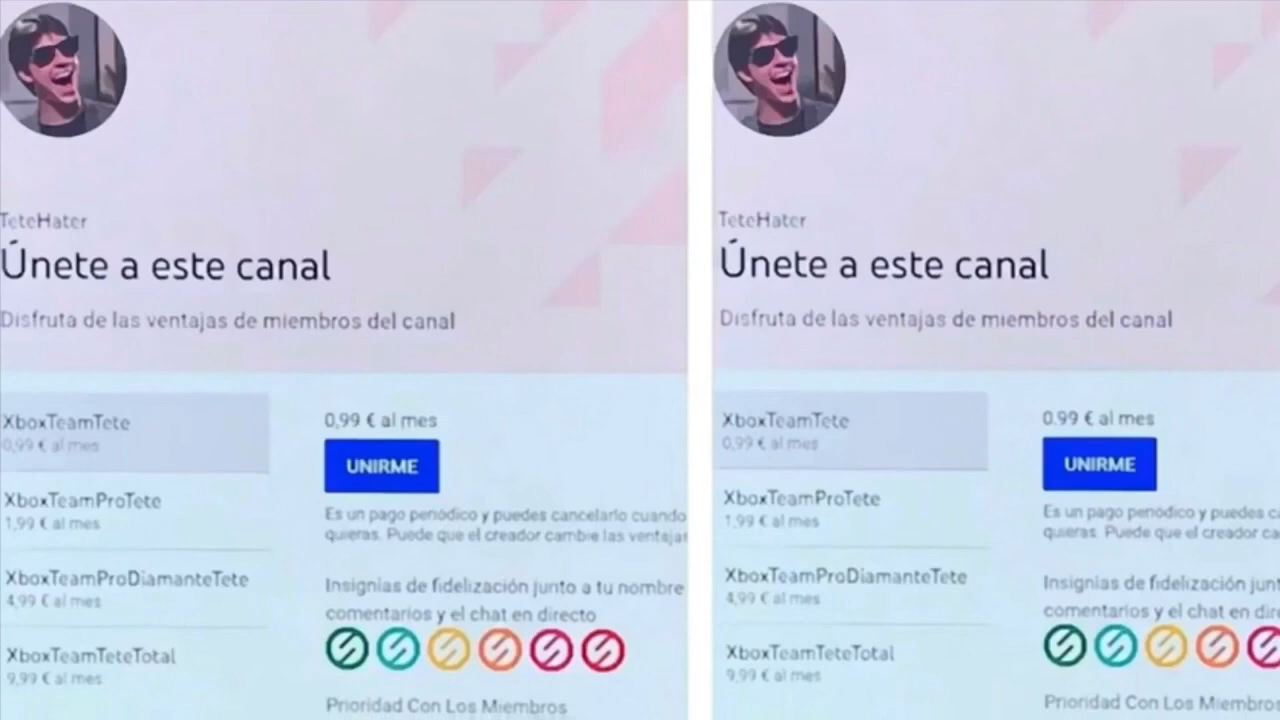 TeteHater
Únete a este canal
Disfruta de las ventajas de miembros del canal
XboxTeamTete
0,99 € al mes
XboxTeamProTete
1,99 € al mes
XboxTeamProDiamanteTete
4,99 € al mes
XboxTeamTeteTotal
9,99 € al mes
0,99 € al mes
UNIRME
Es un pago periódico y puedes cancelarlo cuando
quieras. Puede que el creador cambie las ventajas
Insignias de fidelización junto a tu nombre
comentarios y el chat en directo
Prioridad Con Los Miembros
TeteHater
Únete a este canal
Disfruta de las ventajas de miembros del canal
XboxTeamTete
0,99 € al mes
XboxTeamProTete
1,99 € al mes
XboxTeamProDiamanteTete
4,99 € al mes
XboxTeamTeteTotal
9,99 € al mes
0,99 € al mes
UNIRME
Es un pago periódico y puedes c
quieras. Puede que el creador ca
Insignias de fidelización junt
comentarios y el chat en direct
Prioridad Con Los Miembros